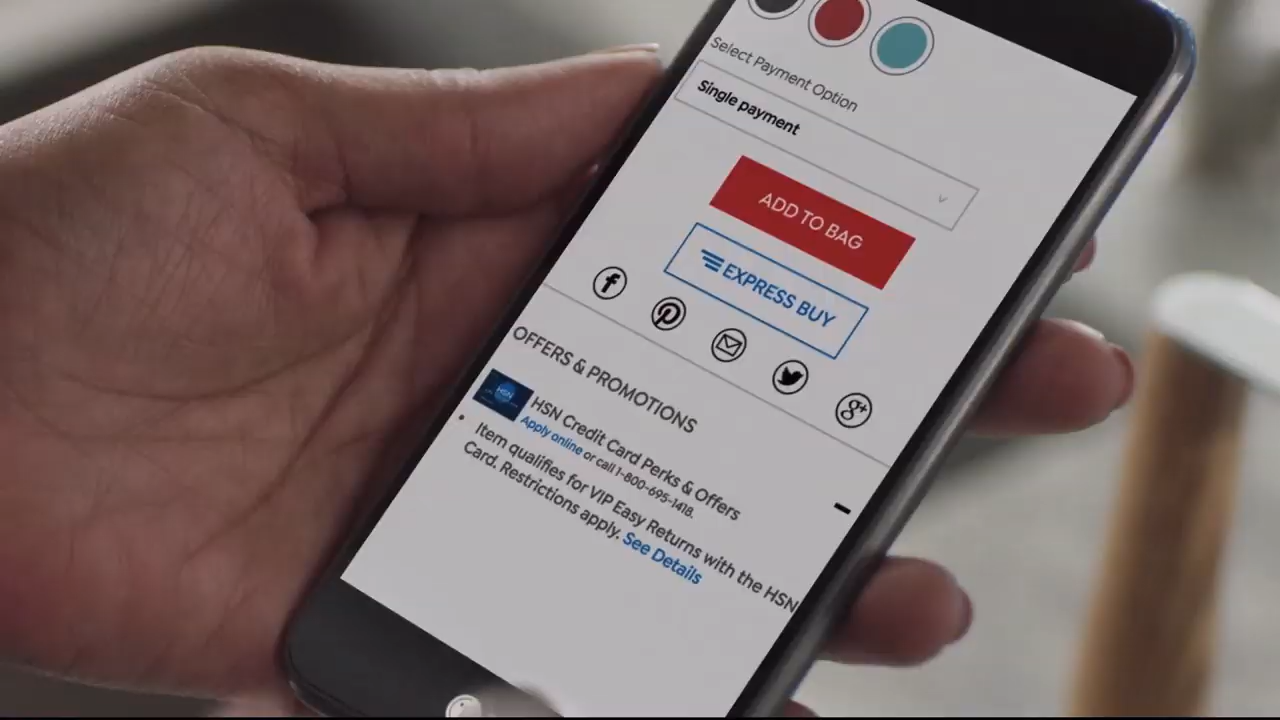 Select Payment Option
Single payment
ADD TO BAG
EXPRESS BUY
OFFERS & PROMOTIONS
HSN
HSN Credit Card Perks & Offers
Apply online or call 1-800-695-1418.
• Item qualifies for VIP Easy Returns with the HSN
Card. Restrictions apply. See Details